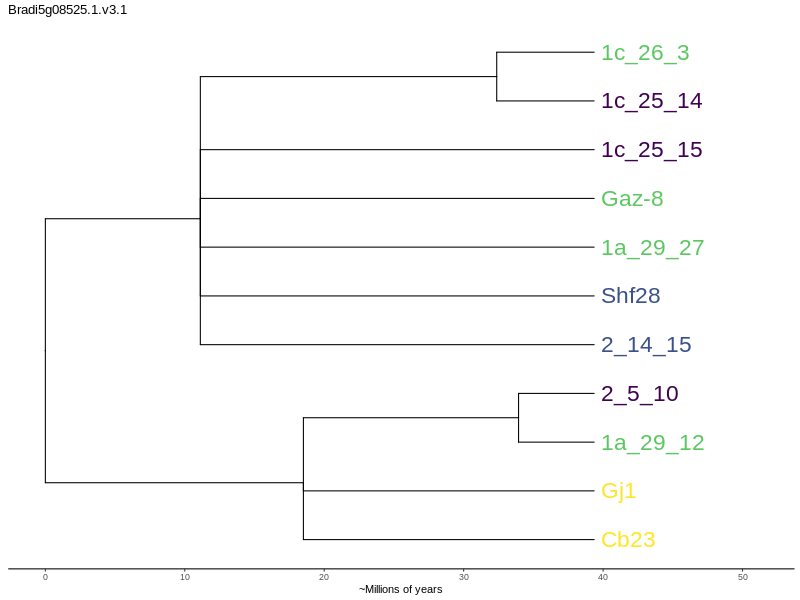 Bradi5g08525.1.v3.1
1c_26_3
1c_25_14
1c_25_15
Gaz-8
1a_29_27
Shf28
2_14_15
2_5_10
1a_29_12
Gj1
Cb23
0 10 20 30 40 50
~Millions of years